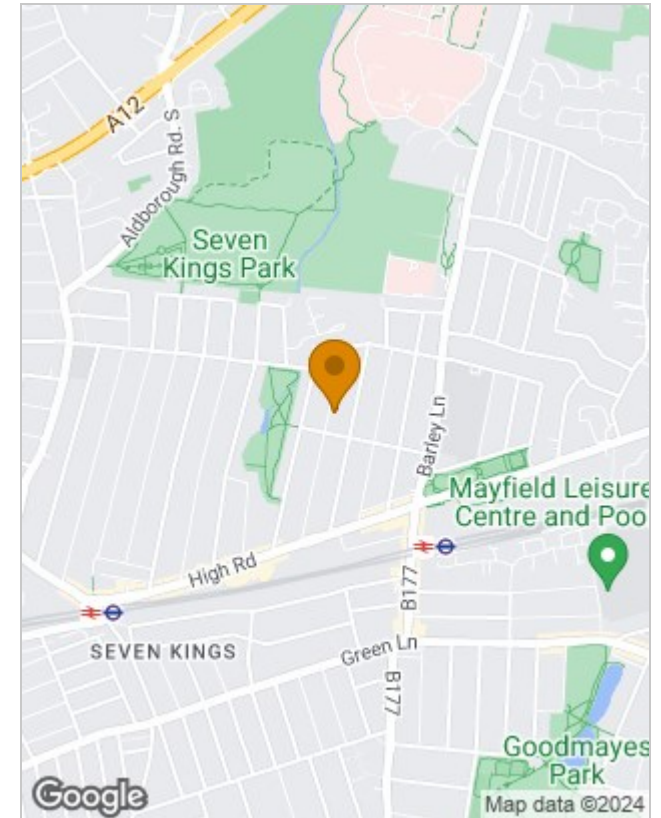 A12
Aldborough Rd. S
Seven
Kings Park
Barley Ln
Mayfield Leisure
Centre and Poo
High Rd
B177
SEVEN KINGS
Green Ln
B177
Goodmayes
Park
Google
Map data ©2024